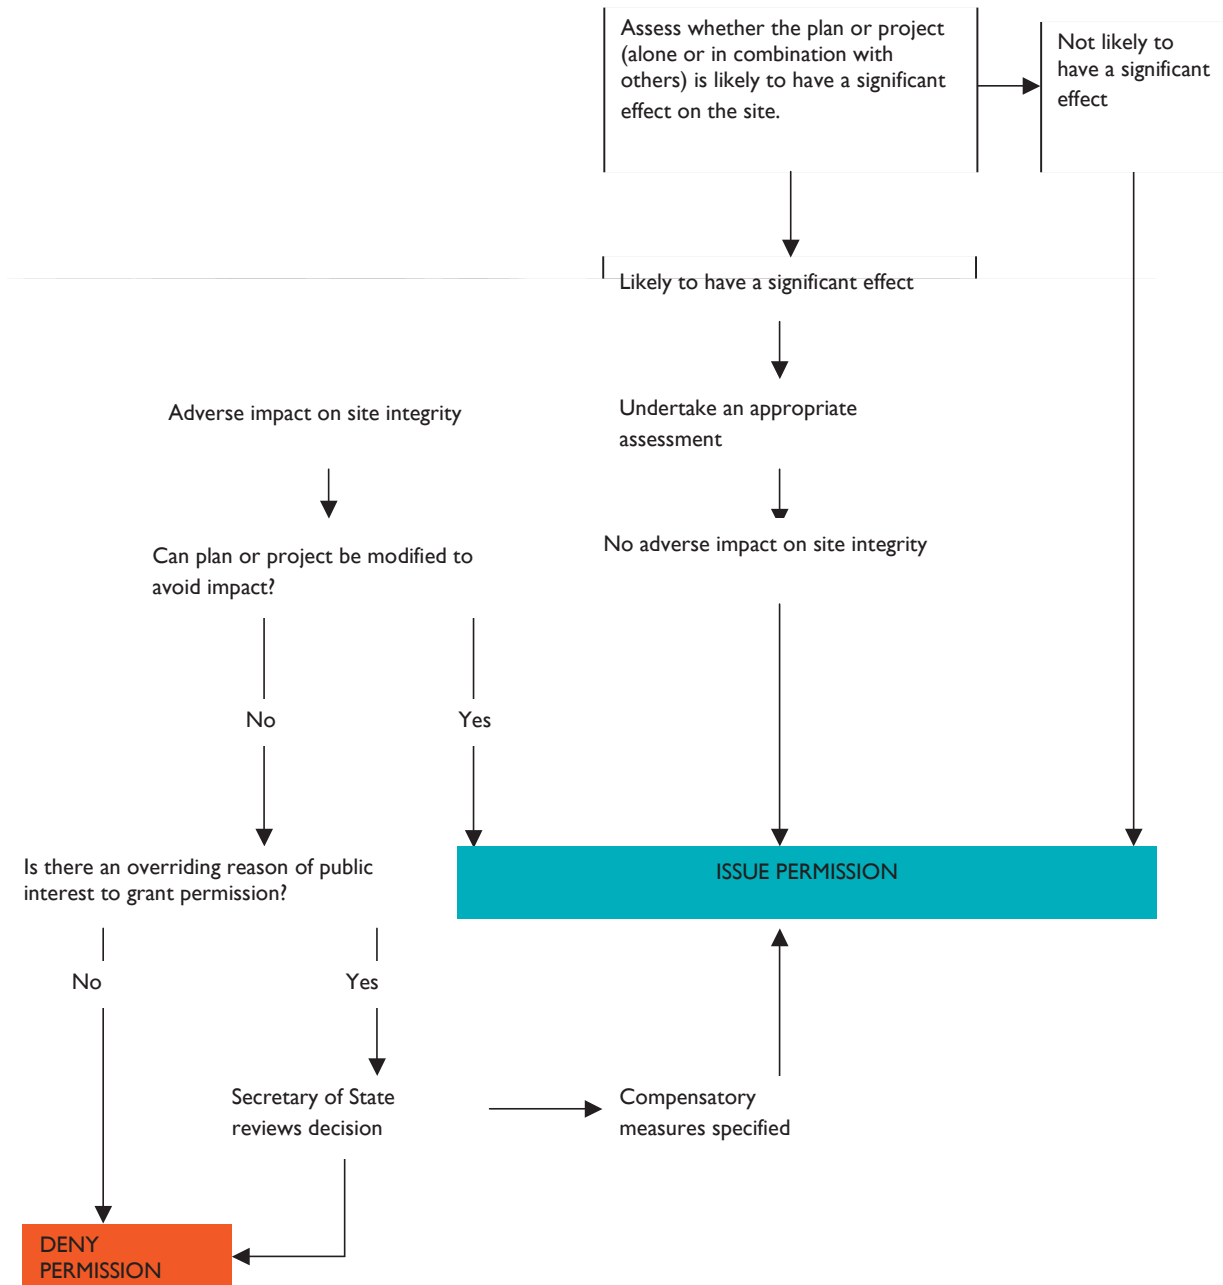 Assess whether the plan or project
(alone or in combination with
others) is likely to have a significant
effect on the site.
Not likely to
have a significant
effect
Likely to have a significant effect
Adverse impact on site integrity
Undertake an appropriate
assessment
Can plan or project be modified to
avoid impact?
No adverse impact on site integrity
No
Yes
Is there an overriding reason of public
interest to grant permission?
ISSUE PERMISSION
No
Yes
Secretary of State
reviews decision
Compensatory
measures specified
DENY
PERMISSION